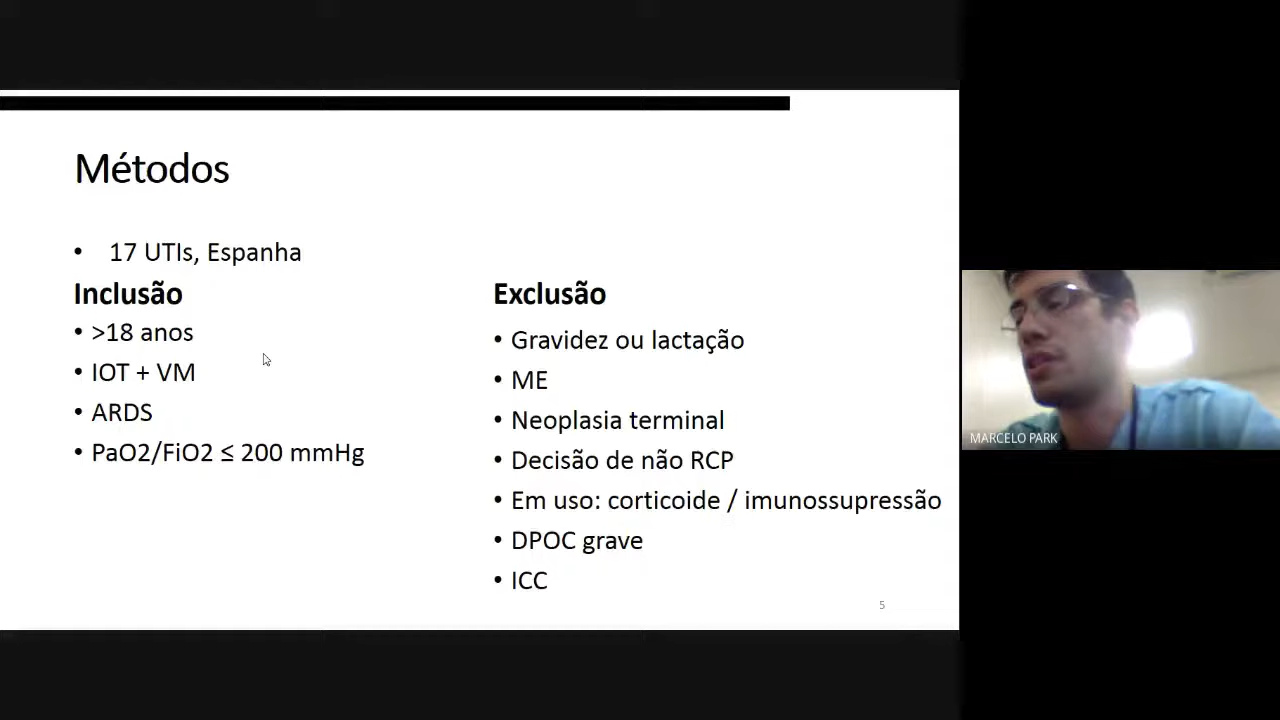 Métodos
• 17 UTIs, Espanha
Inclusão
• >18 anos
• IOT + VM
• ARDS
• PaO2/FiO2 ≤ 200 mmHg
Exclusão
• Gravidez ou lactação
• ME
• Neoplasia terminal
• Decisão de não RCP
• Em uso: corticoide / imunossupressão
• DPOC grave
• ICC
5
MARCELO PARK